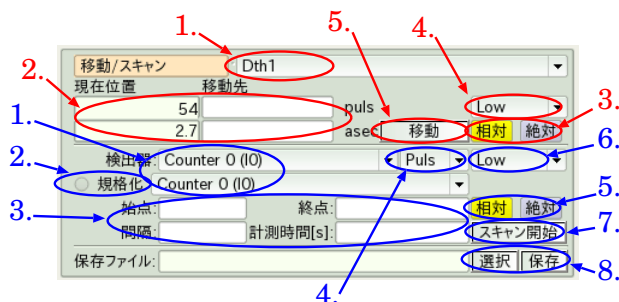 1.
5.
4.
移動/スキャン Dth1
2.
現在位置 移動先
54 puls Low
3.
1.
2.7 asec 移動 相対 絶対
6.
検出器: Counter 0 (I0) Puls Low
2.
規格化 Counter 0 (I0)
5.
3.
始点: 終点: 相対 絶対
7.
間隔: 計測時間[s]: スキャン開始
保存ファイル: 選択 保存
8.
4.